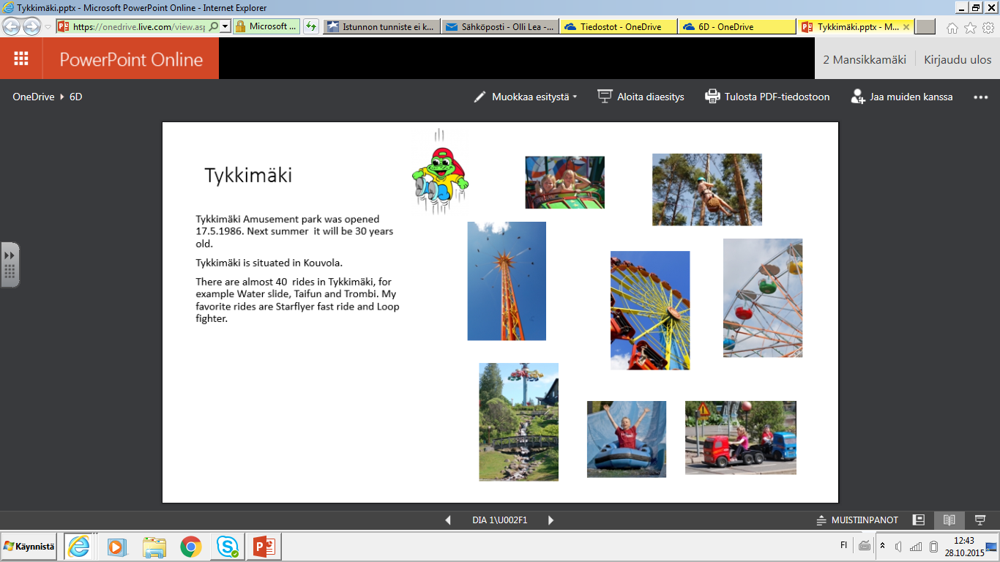 Tykkimäki.pptx - Microsoft PowerPoint Online - Internet Explorer
https://onedrive.live.com/view.asp
Microsoft ...
Istunnon tunniste ei k...
Sähköposti - Olli Lea -...
Tiedostot - OneDrive
6D - OneDrive
Tykkimäki.pptx - M...
PowerPoint Online
2 Mansikkamäki
Kirjaudu ulos
OneDrive
6D
Muokkaa esitystä
Aloita diaesitys
Tulosta PDF-tiedostoon
Jaa muiden kanssa
Tykkimäki
Tykkimäki Amusement park was opened
17.5.1986. Next summer it will be 30 years
old.
Tykkimäki is situated in Kouvola.
There are almost 40 rides in Tykkimäki, for
example Water slide, Taifun and Trombi. My
favorite rides are Starflyer fast ride and Loop
fighter.
DIA 1\U002F1
MUISTIINPANOT
Käynnistä
FI
12:43
28.10.2015